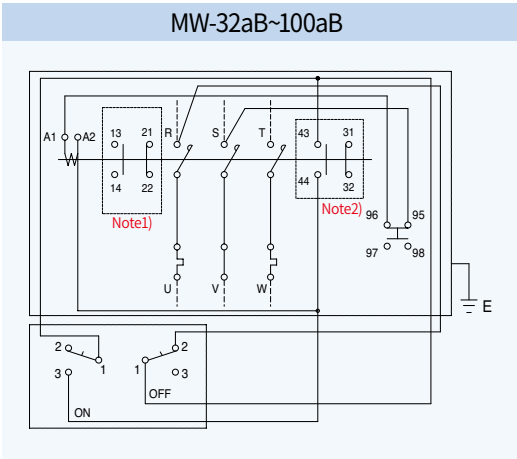 MW-32aB~100aB
A1 A2 13 21 R S T 43 31
14 22 44 32
Note1) Note2)
96 95
97 98
U V W
E
2 2
1 1
3 3
OFF
ON